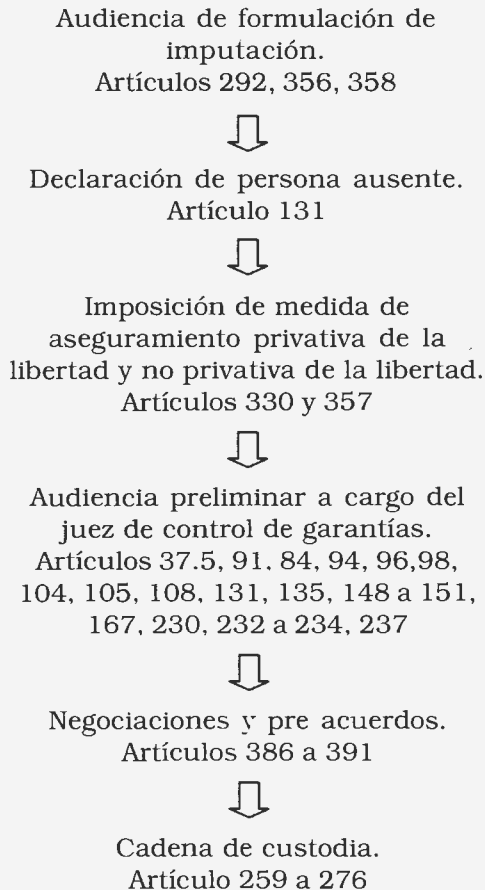 Audiencia de formulación de
imputación.
Artículos 292, 356, 358
Declaración de persona ausente.
Artículo 131
Imposición de medida de
aseguramiento privativa de la
libertad y no privativa de la libertad.
Artículos 330 y 357
Audiencia preliminar a cargo del
juez de control de garantías.
Artículos 37.5, 91. 84, 94, 96,98,
104, 105, 108, 131, 135, 148 a 151,
167, 230, 232 a 234, 237
Negociaciones y pre acuerdos.
Artículos 386 a 391
Cadena de custodia.
Artículo 259 a 276